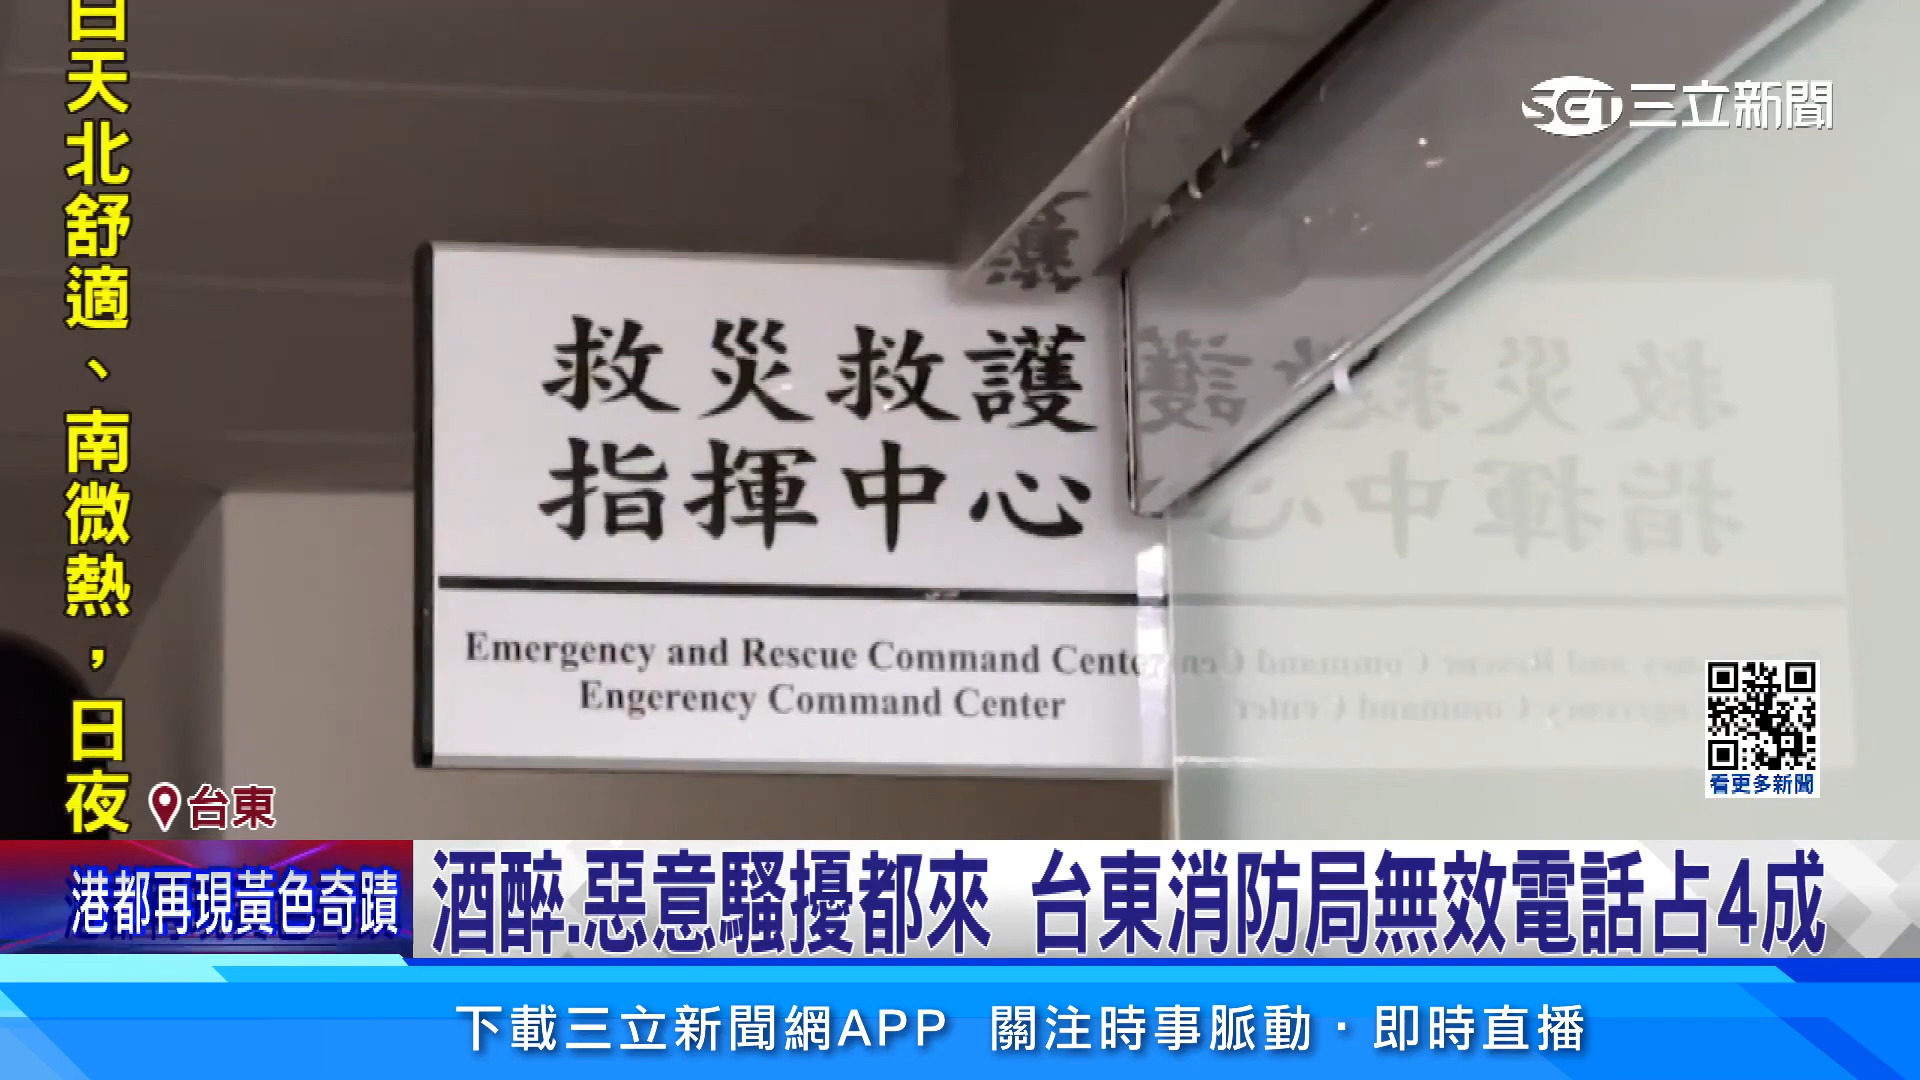 日天北舒適、南微熱，日夜
SET三立新聞
救災救護
指揮中心
Emergency and Rescue Command Cente
Engerency Command Center
看更多新聞
台東
港都再現黃色奇蹟
酒醉.惡意騷擾都來 台東消防局無效電話占4成
下載三立新聞網APP 關注時事脈動·即時直播